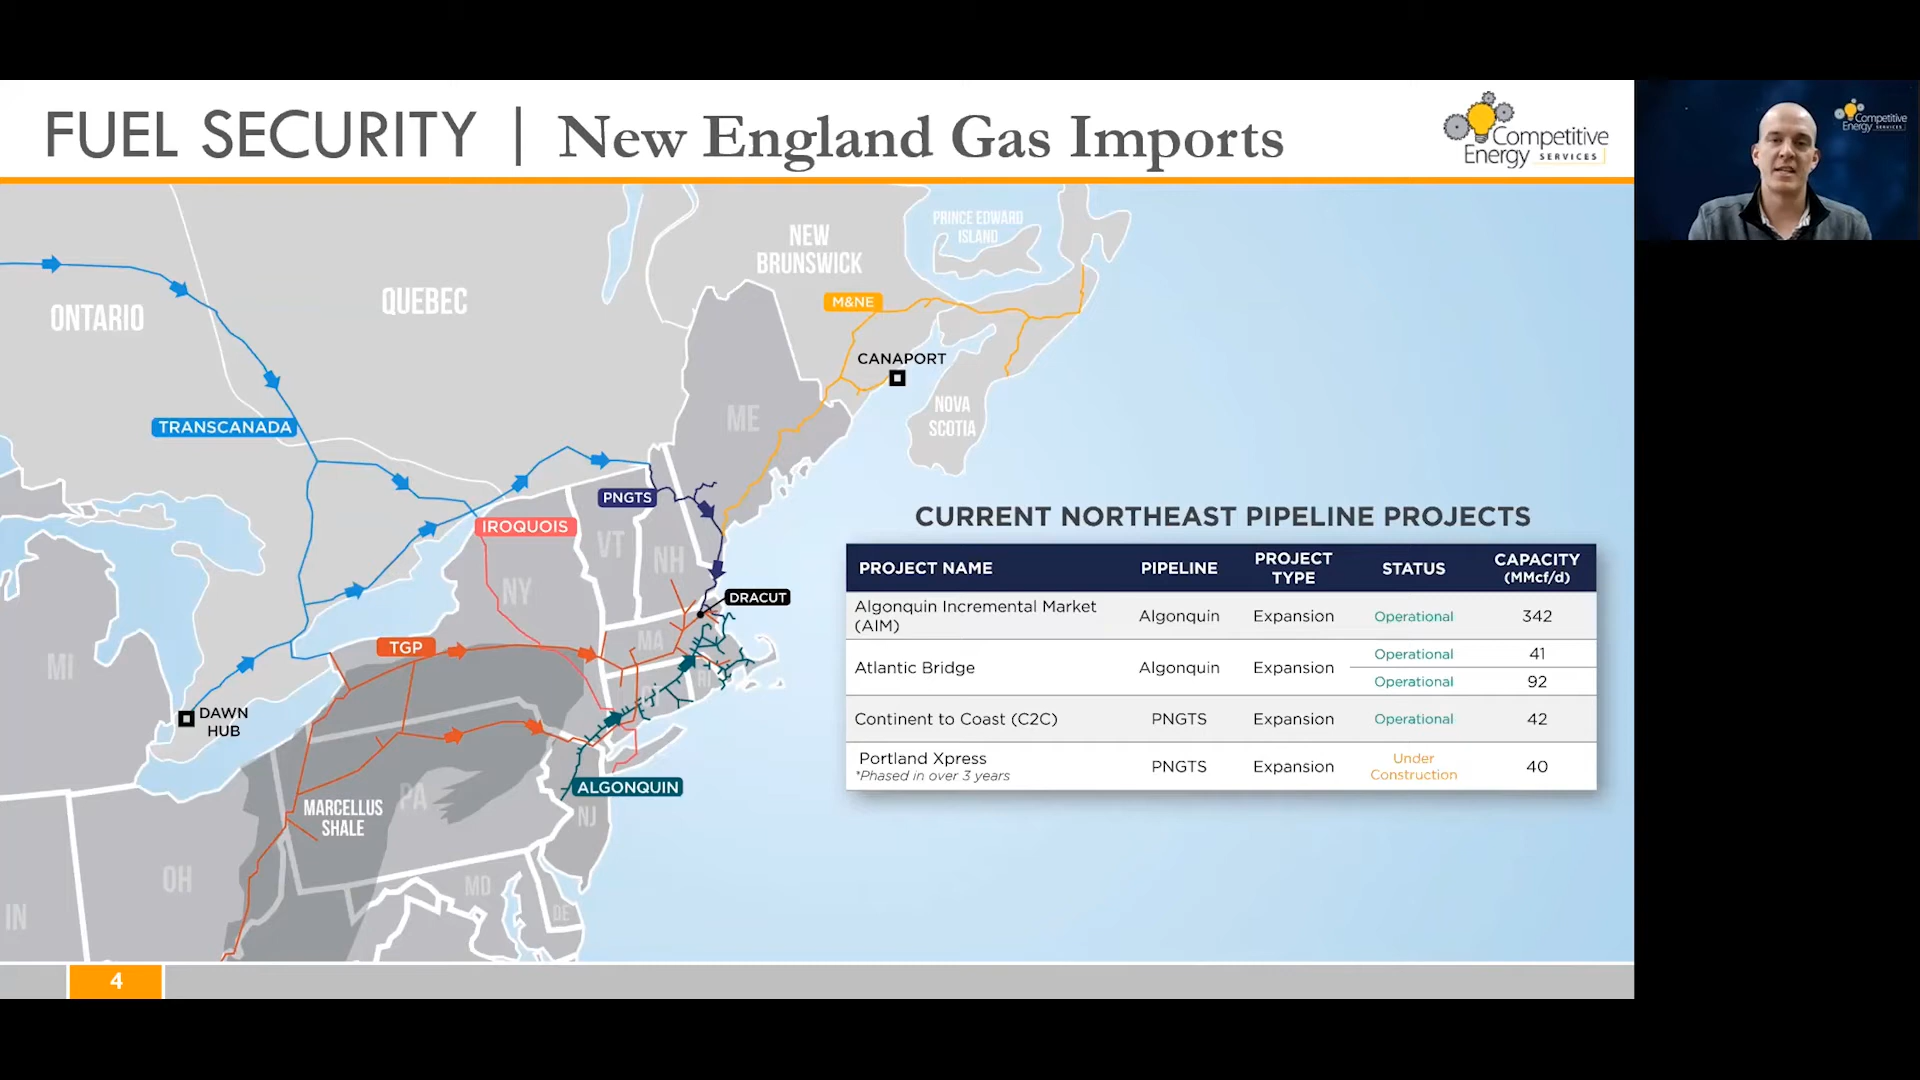 FUEL SECURITY | New England Gas Imports
Competitive
Energy SERVICES
Competitive
Energy SERVICES
PRINCE EDWARD
ISLAND
NEW
BRUNSWICK
ONTARIO
QUEBEC
M&NE
CANAPORT
ME
NOVA
SCOTIA
TRANSCANADA
PNGTS
IROQUOIS
VT
NH
NY
DRACUT
TGP
MA
RI
MI
DAWN
HUB
ALGONQUIN
MARCELLUS
SHALE
PA
NJ
OH
MD
DE
IN
CURRENT NORTHEAST PIPELINE PROJECTS
PROJECT NAME PIPELINE PROJECT TYPE STATUS CAPACITY (MMcf/d)
Algonquin Incremental Market
(AIM) Algonquin Expansion Operational 342
Atlantic Bridge Algonquin Expansion Operational 41
Operational 92
Continent to Coast (C2C) PNGTS Expansion Operational 42
Portland Xpress PNGTS Expansion Under Construction 40
*Phased in over 3 years
4